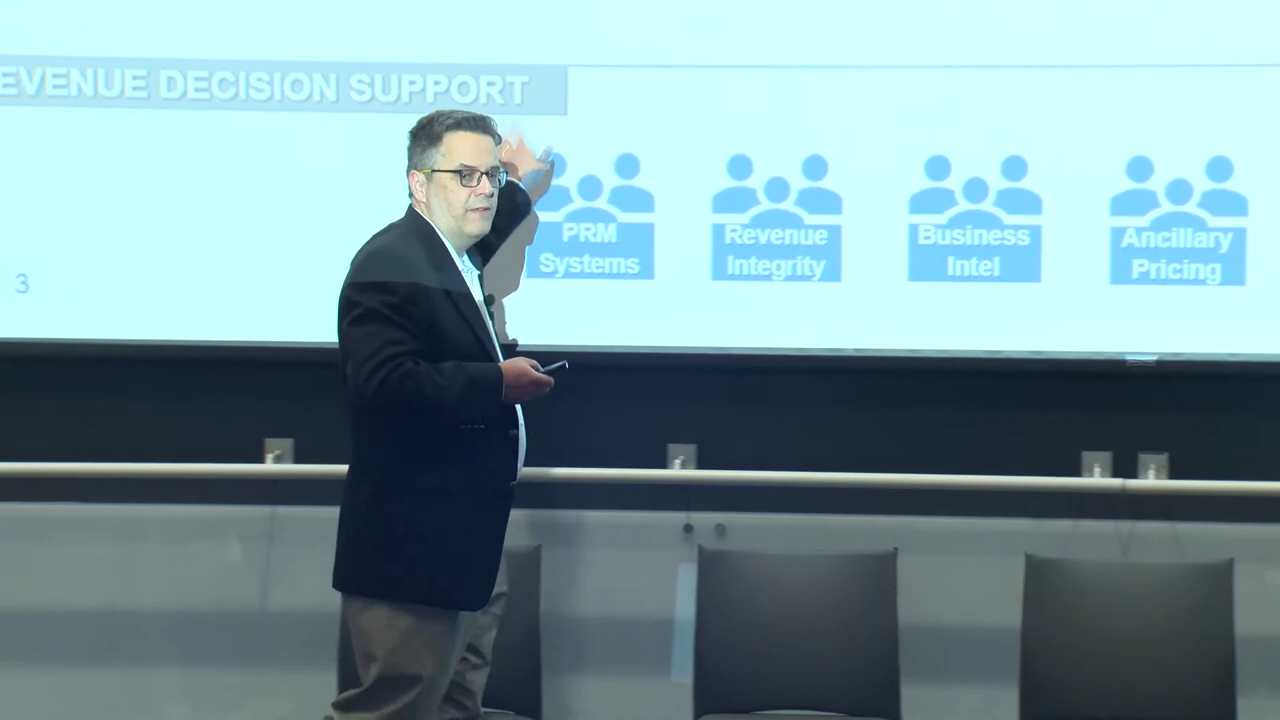 EVENUE DECISION SUPPORT
PRM
Systems
Revenue
Integrity
Business
Intel
Ancillary
Pricing
3